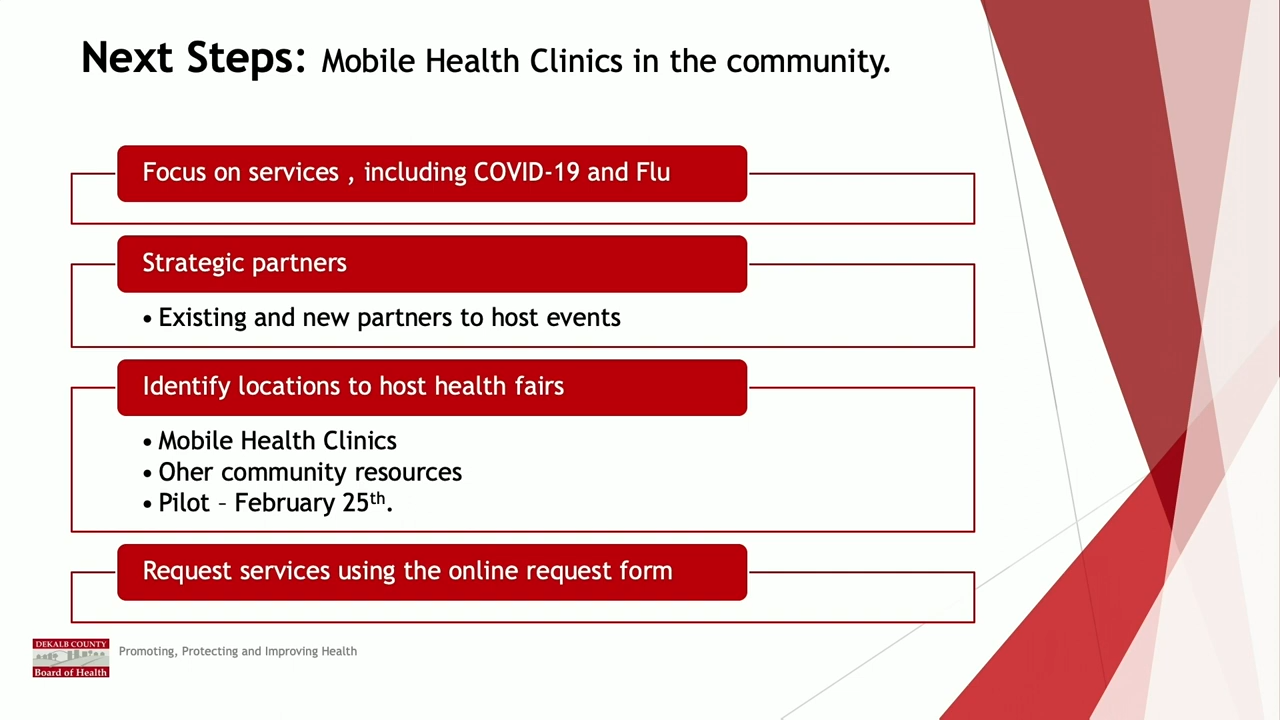 Next Steps: Mobile Health Clinics in the community.
Focus on services , including COVID-19 and Flu
Strategic partners
• Existing and new partners to host events
Identify locations to host health fairs
• Mobile Health Clinics
• Oher community resources
• Pilot – February 25th.
Request services using the online request form
DEKALB COUNTY
Board of Health
Promoting, Protecting and Improving Health